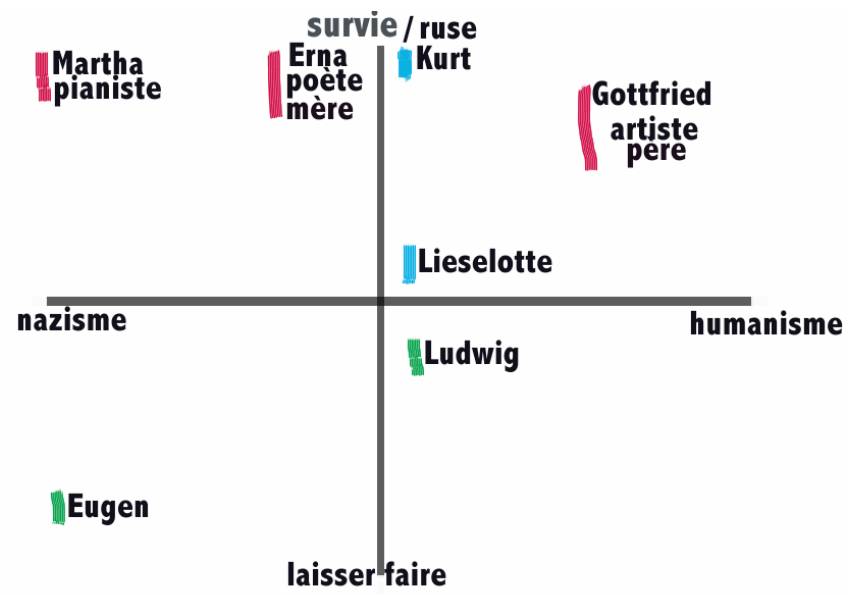 survie / ruse
Martha
pianiste
Erna
poète
mère
Kurt
Gottfried
artiste
père
Lieselotte
nazisme
humanisme
Ludwig
Eugen
laisser faire